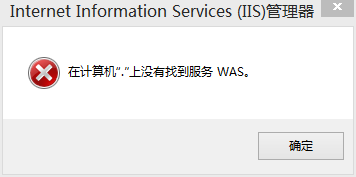 Internet Information Services (IIS)管理器
在计算机“.”上没有找到服务 WAS。
确定